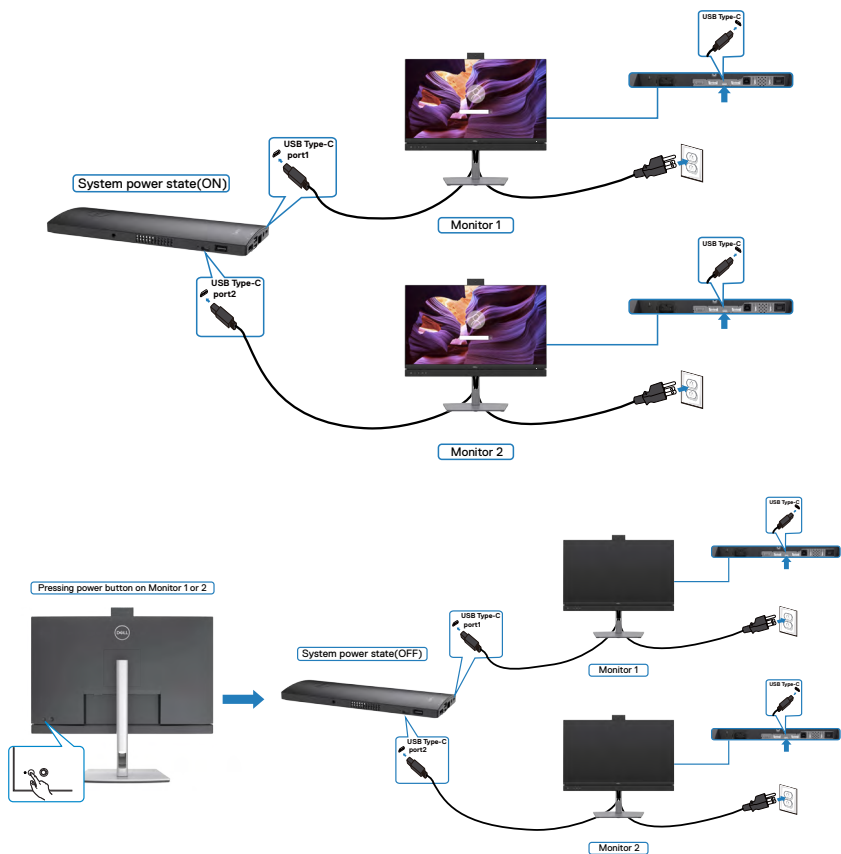 USB Type-C
USB Type-C
port1
System power state(ON)
Monitor 1
USB Type-C
USB Type-C
port2
Monitor 2
USB Type-C
Pressing power button on Monitor 1 or 2
DELL
USB Type-C
port1
System power state(OFF)
Monitor 1
USB Type-C
USB Type-C
port2
Monitor 2